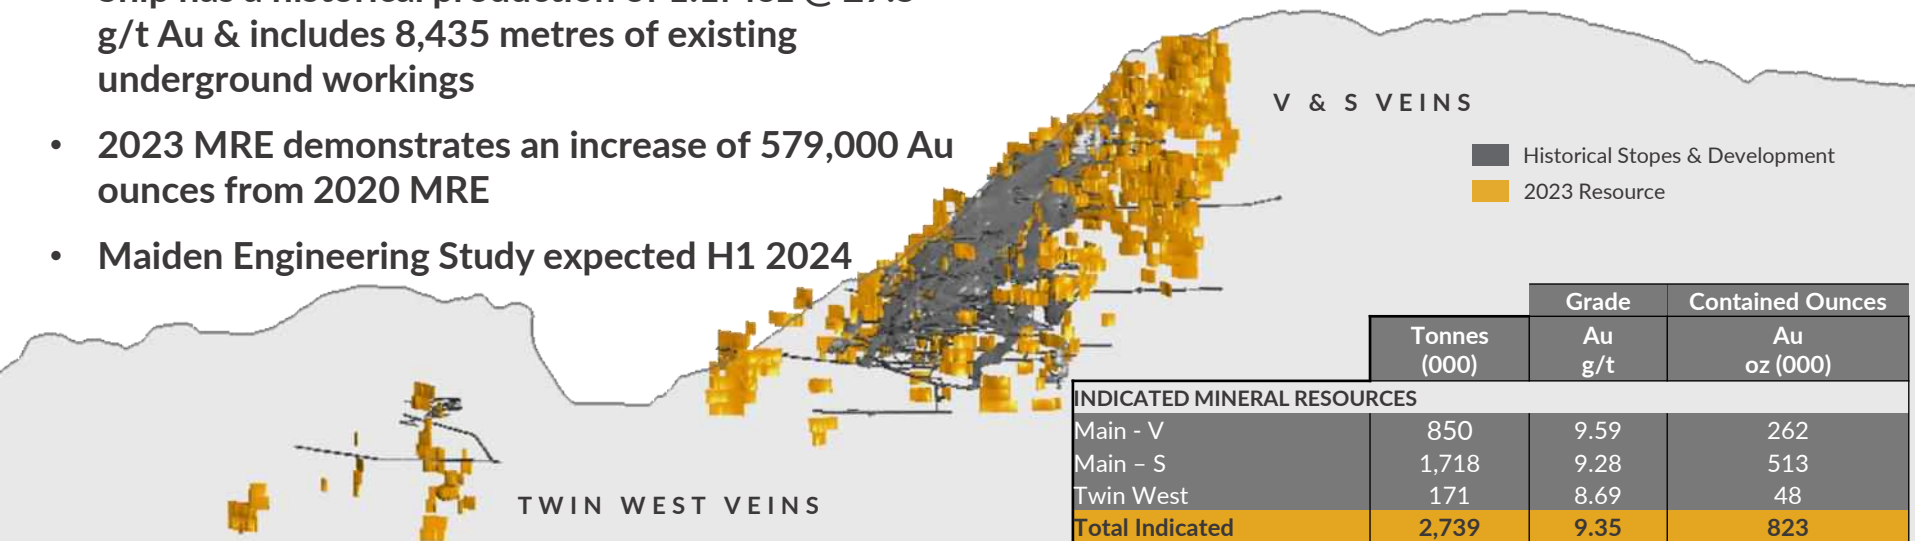 g/t Au & includes 8,435 metres of existing
underground workings
• 2023 MRE demonstrates an increase of 579,000 Au
ounces from 2020 MRE
• Maiden Engineering Study expected H1 2024
V & S VEINS
Historical Stopes & Development
2023 Resource
TWIN WEST VEINS
Grade Contained Ounces
Tonnes Au Au
(000) g/t oz (000)
INDICATED MINERAL RESOURCES
Main - V 850 9.59 262
Main – S 1,718 9.28 513
Twin West 171 8.69 48
Total Indicated 2,739 9.35 823